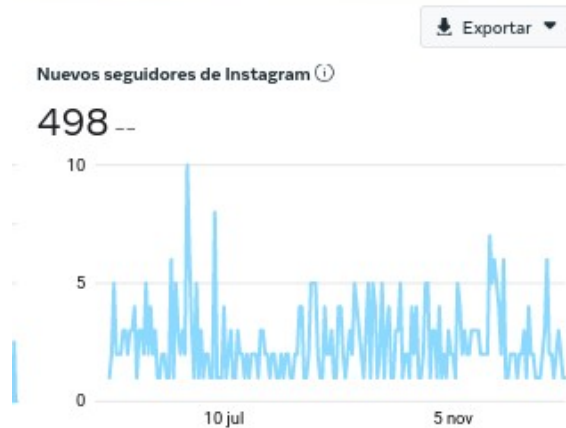 Exportar
Nuevos seguidores de Instagram
498 --
10
5
0
10 jul
5 nov